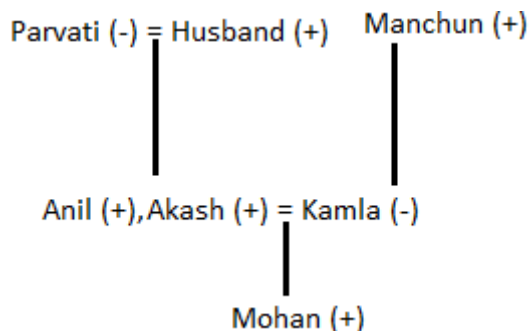 Parvati (-) = Husband (+)
Manchun (+)
Anil (+),Akash (+) = Kamla (-)
Mohan (+)